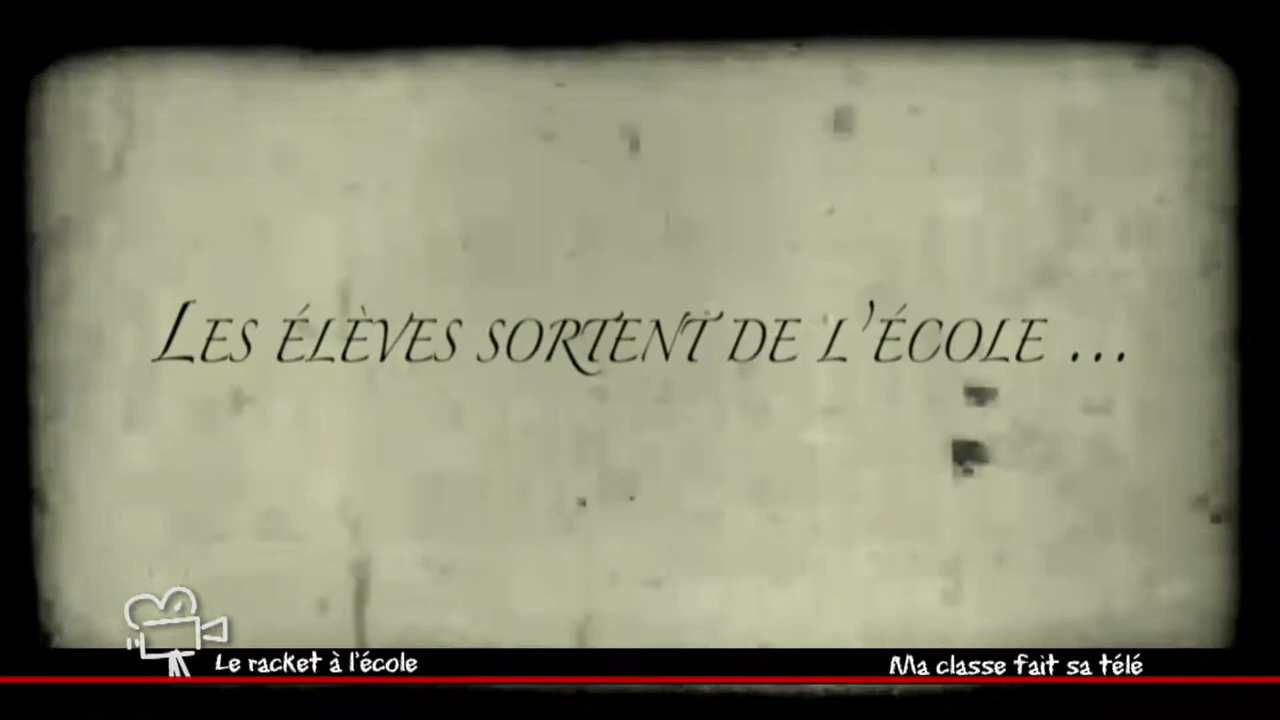 Les élèves sortent de l'école ...
Le racket à l'école
Ma classe fait sa télé